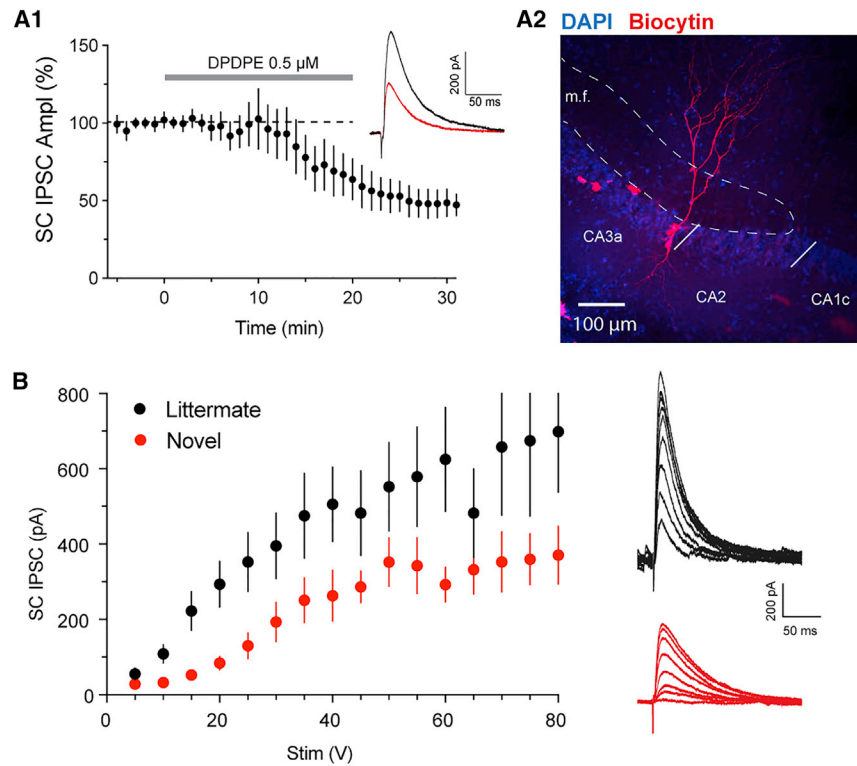 A1
SC IPSC Ampl (%)
150
100
50
0
DPDPE 0.5 µM
200 pA
50 ms
0
10
20
30
Time (min)
A2 DAPI Biocytin
m.f.
CA3a
CA2
CA1c
100 µm
B
SC IPSC (pA)
800
600
400
200
0
Littermate
Novel
0
20
40
60
80
Stim (V)
200 pA
50 ms